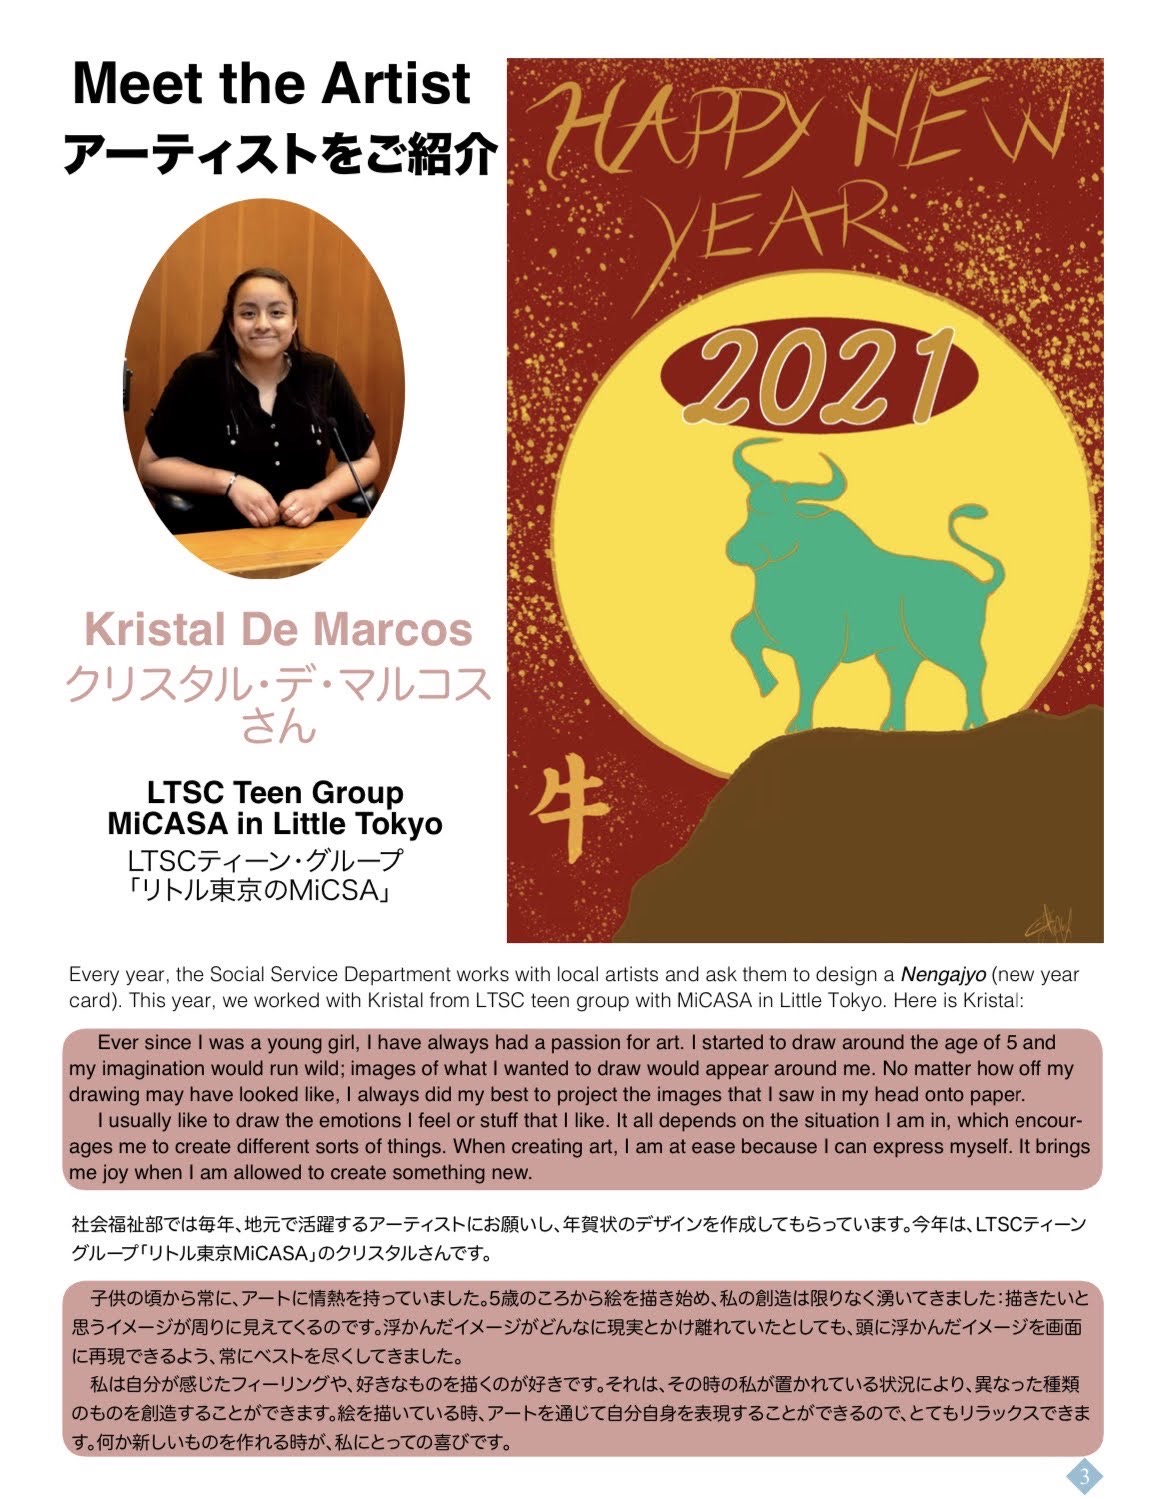 Meet the Artist
アーティストをご紹介
Kristal De Marcos
クリスタル・デ・マルコス
さん
LTSC Teen Group
MiCASA in Little Tokyo
LTSCティーン・グループ
「リトル東京のMiCSA」
HAPPY NEW
YEAR
2021
牛
Every year, the Social Service Department works with local artists and ask them to design a Nengajyo (new year
card). This year, we worked with Kristal from LTSC teen group with MiCASA in Little Tokyo. Here is Kristal:
Ever since I was a young girl, I have always had a passion for art. I started to draw around the age of 5 and
my imagination would run wild; images of what I wanted to draw would appear around me. No matter how off my
drawing may have looked like, I always did my best to project the images that I saw in my head onto paper.
I usually like to draw the emotions I feel or stuff that I like. It all depends on the situation I am in, which encour-
ages me to create different sorts of things. When creating art, I am at ease because I can express myself. It brings
me joy when I am allowed to create something new.
社会福祉部では毎年、地元で活躍するアーティストにお願いし、年賀状のデザインを作成してもらっています。今年は、LTSCティーン
グループ「リトル東京MiCASA」のクリスタルさんです。
子供の頃から常に、アートに情熱を持っていました。5歳のころから絵を描き始め、私の創造は限りなく湧いてきました：描きたいと
思うイメージが周りに見えてくるのです。浮かんだイメージがどんなに現実とかけ離れていたとしても、頭に浮かんだイメージを画面
に再現できるよう、常にベストを尽くしてきました。
私は自分が感じたフィーリングや、好きなものを描くのが好きです。それは、その時の私が置かれている状況により、異なった種類
のものを創造することができます。絵を描いている時、アートを通じて自分自身を表現することができるので、とてもリラックスできま
す。何か新しいものを作れる時が、私にとっての喜びです。
3